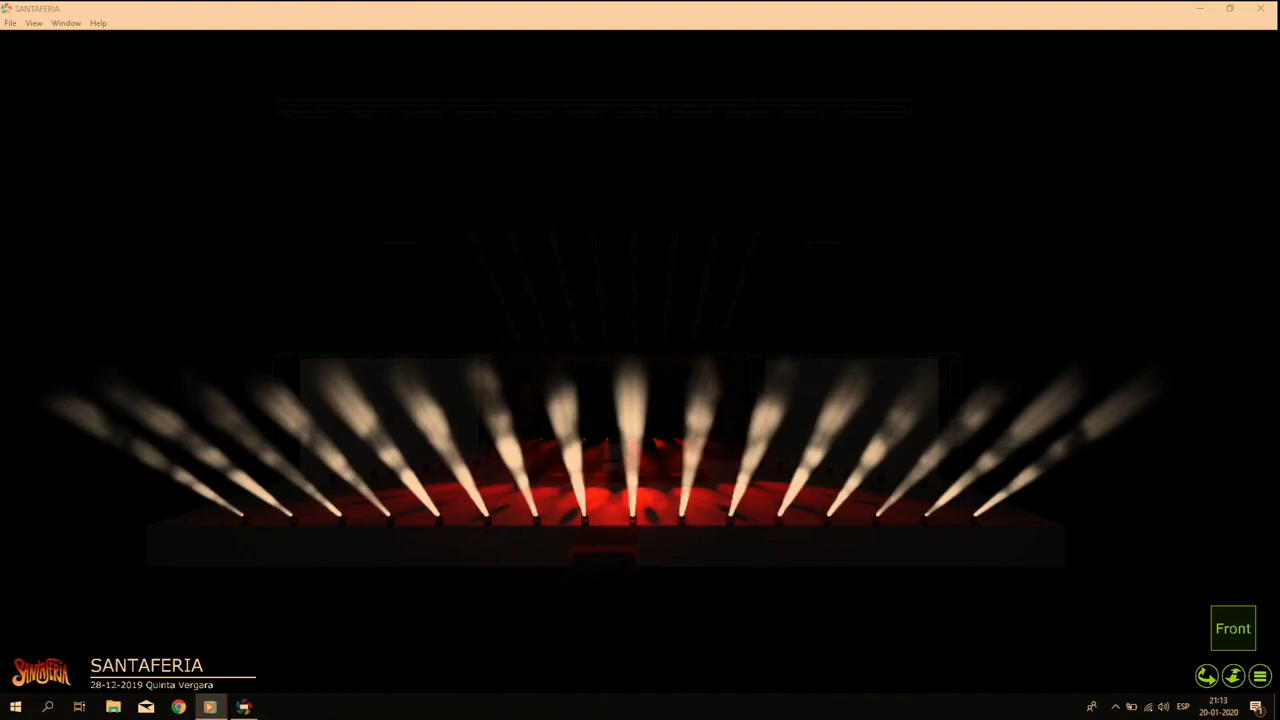 SANTAFERIA
File View Window Help
Front
SANTAFERIA
SANTAFERIA
28-12-2019 Quinta Vergara
ESP
21:13
20-01-2020
1